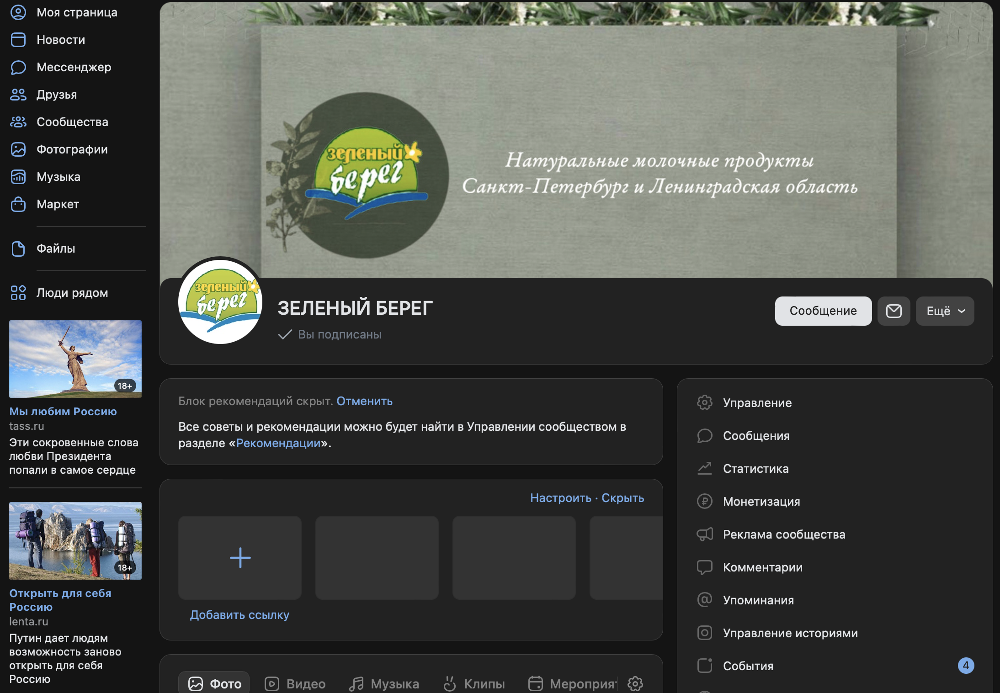 Моя страница
Новости
Мессенджер
Друзья
Сообщества
Фотографии
Музыка
Маркет
Файлы
Люди рядом
18+
Мы любим Россию
tass.ru
Эти сокровенные слова
любви Президента
попали в самое сердце
18+
Открыть для себя
Россию
lenta.ru
Путин дает людям
возможность заново
открыть для себя
Россию
зеленый
берег
Натуральные молочные продукты
Санкт-Петербург и Ленинградская область
зеленый
берег
ЗЕЛЕНЫЙ БЕРЕГ
Вы подписаны
Сообщение
Ещё
Блок рекомендаций скрыт. Отменить
Все советы и рекомендации можно будет найти в Управлении сообществом в
разделе «Рекомендации».
Настроить · Скрыть
Добавить ссылку
Фото
Видео
Музыка
Клипы
Мероприят
Управление
Сообщения
Статистика
Монетизация
Реклама сообщества
Комментарии
Упоминания
Управление историями
События
4